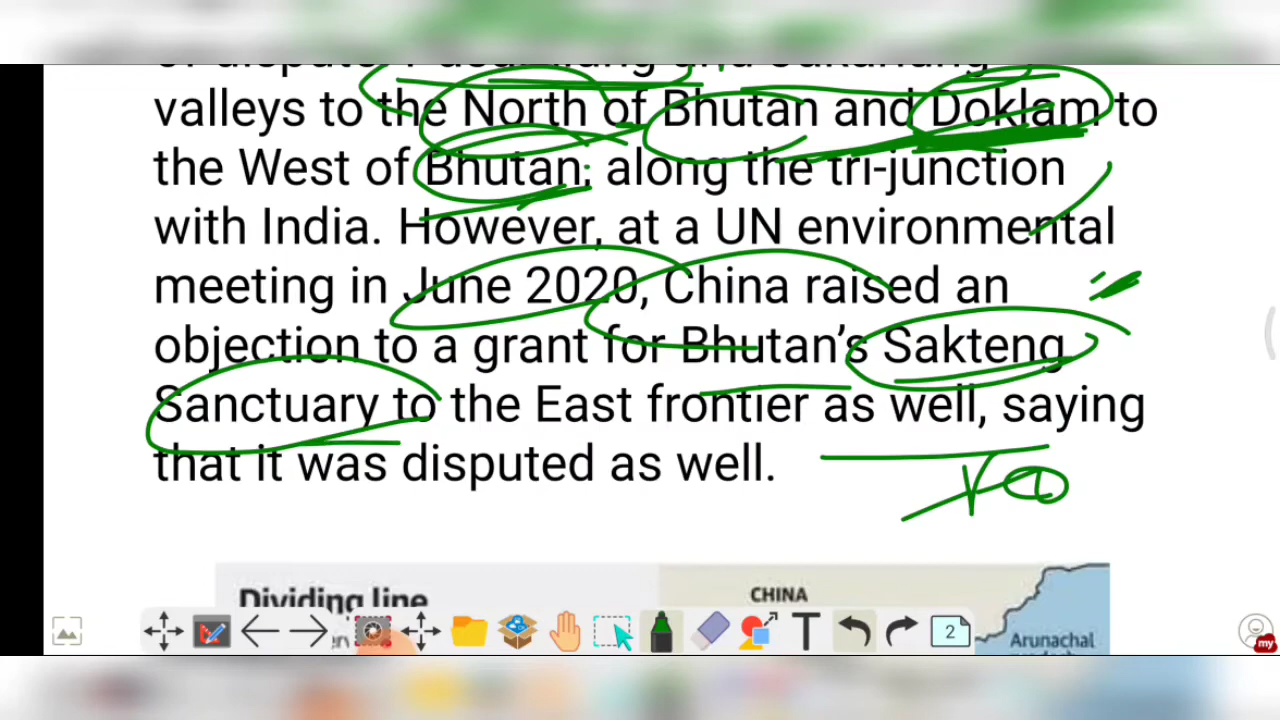 valleys to the North of Bhutan and Doklam to
the West of Bhutan; along the tri-junction
with India. However, at a UN environmental
meeting in June 2020, China raised an
objection to a grant for Bhutan’s Sakteng
Sanctuary to the East frontier as well, saying
that it was disputed as well.
Dividing line
CHINA
Arunachal
2
my